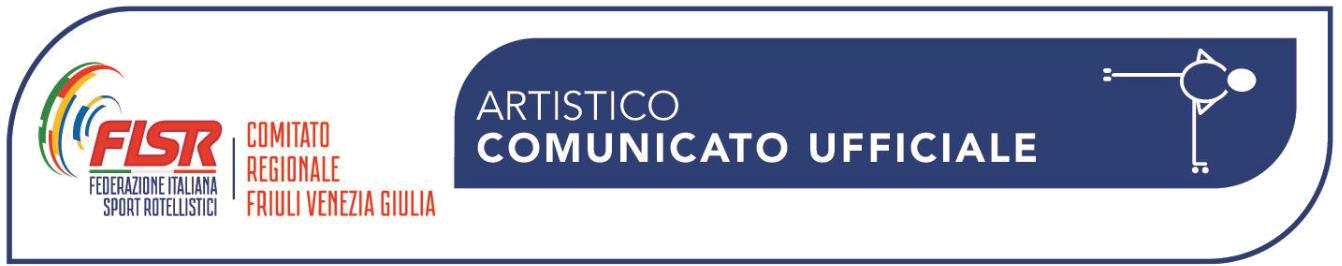 FISR
FEDERAZIONE ITALIANA
SPORT ROTELLISTICI
COMITATO
REGIONALE
FRIULI VENEZIA GIULIA
ARTISTICO
COMUNICATO UFFICIALE